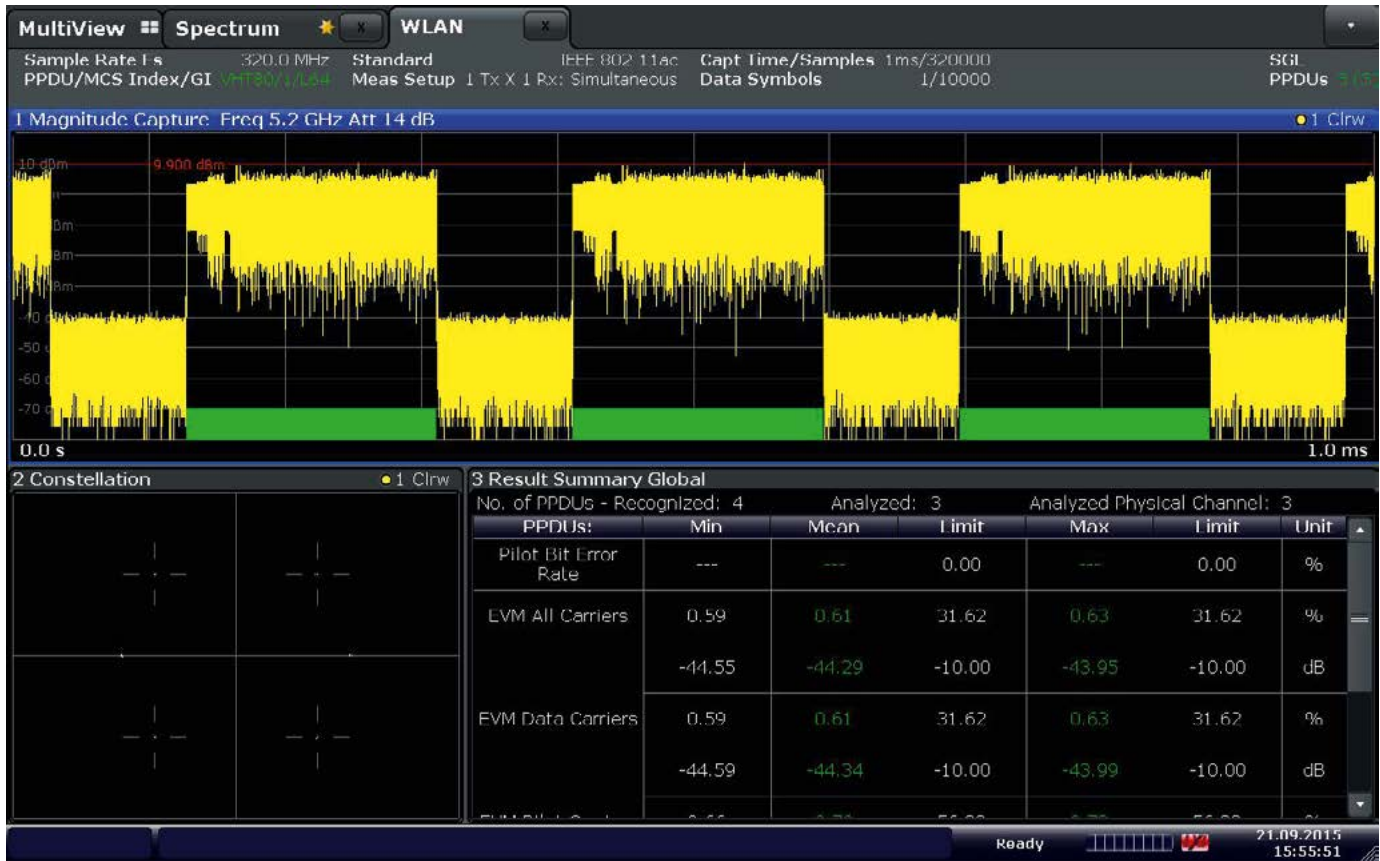 MultiView Spectrum X WLAN X
Sample Rate Fs 320.0 MHz Standard IEEE 802.11ac Capt Time/Samples 1ms/320000 SGL
PPDU/MCS Index/GI VHT80/1/L64 Meas Setup 1 Tx X 1 Rx: Simultaneous Data Symbols 1/10000 PPDUs
1 Magnitude Capture Freq 5.2 GHz Att 14 dB 1 Clrw
10 dBm 9.900 dBm
-40
-50
-60
-70
0.0 s 1.0 ms
2 Constellation 1 Clrw
3 Result Summary Global
No. of PPDUs - Recognized: 4 Analyzed: 3 Analyzed Physical Channel: 3
PPDUs: Min Mean Limit Max Limit Unit
Pilot Bit Error Rate --- --- 0.00 --- 0.00 %
EVM All Carriers 0.59 0.61 31.62 0.63 31.62 %
-44.55 -44.29 -10.00 -43.95 -10.00 dB
EVM Data Carriers 0.59 0.61 31.62 0.63 31.62 %
-44.59 -44.34 -10.00 -43.99 -10.00 dB
Ready 21.09.2015
15:55:51